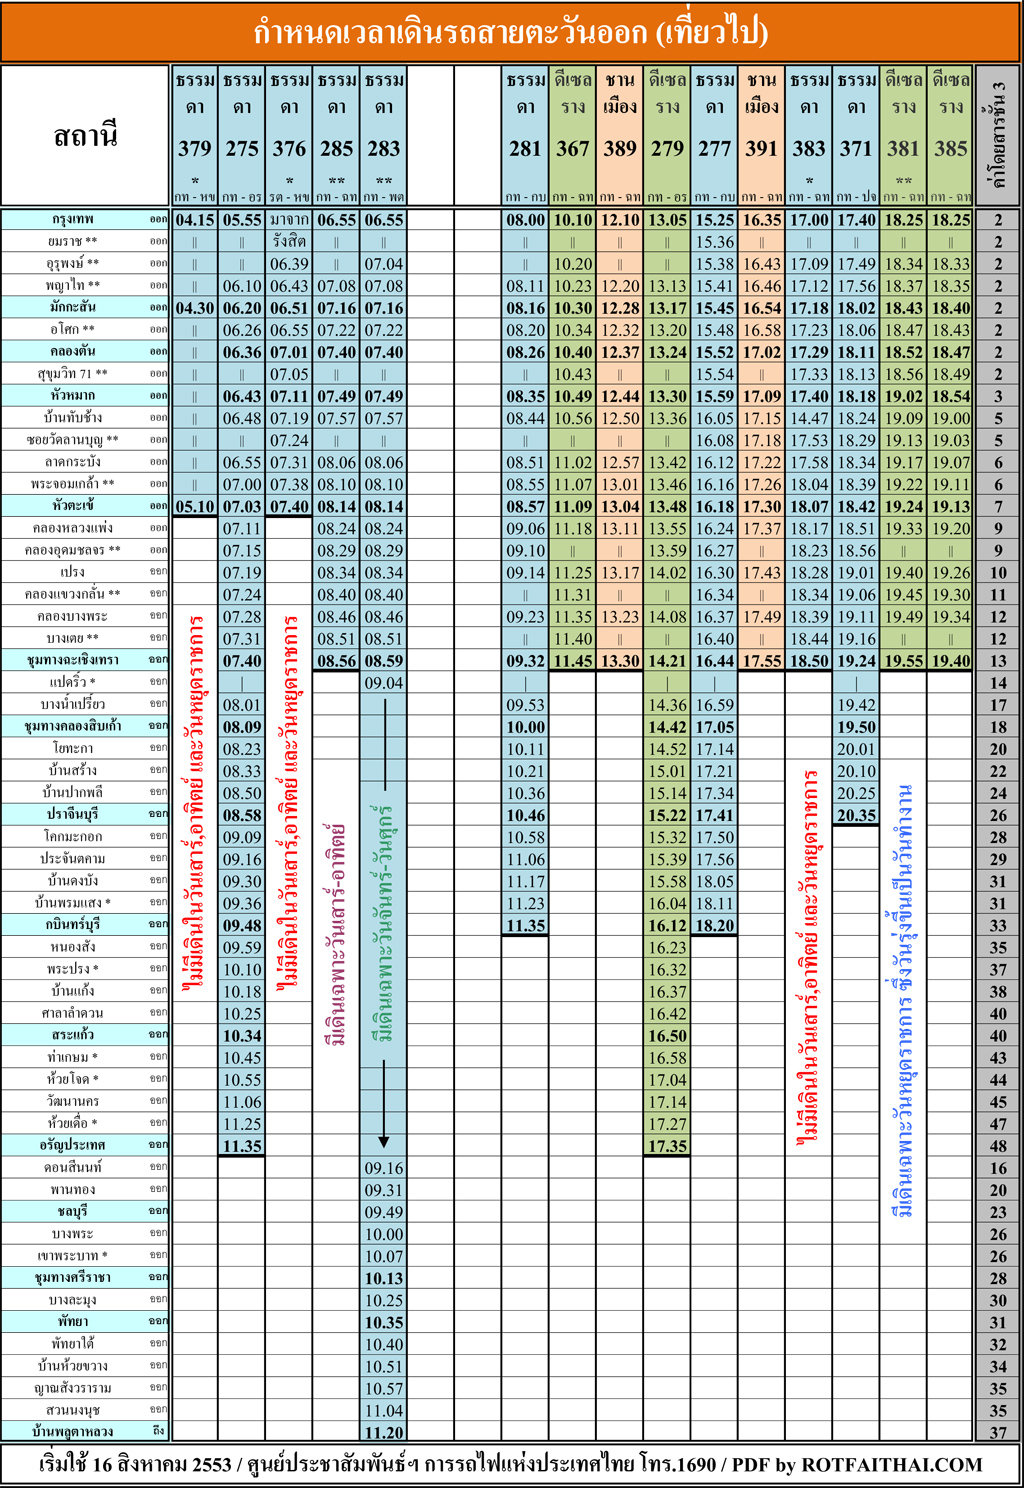 กำหนดเวลาเดินรถสายตะวันออก (เที่ยวไป)
สถานี ธรรมดา 379 * กท - หข ธรรมดา 275 กท - อร ธรรมดา 376 * รต - หข ธรรมดา 285 ** กท - ฉท ธรรมดา 283 ** กท - พต ธรรมดา 281 กท - กบ ดีเซลราง 367 กท - ฉท ชานเมือง 389 กท - ฉท ดีเซลราง 279 กท - อร ธรรมดา 277 กท - กบ ชานเมือง 391 กท - ฉท ธรรมดา 383 * กท - ฉท ธรรมดา 371 กท - ปจ ดีเซลราง 381 ** กท - ฉท ดีเซลราง 385 กท - ฉท ค่าโดยสารชั้น 3
กรุงเทพ ออก 04.15 05.55 มาจาก 06.55 06.55 08.00 10.10 12.10 13.05 15.25 16.35 17.00 17.40 18.25 18.25 2
ยมราช ** ออก || || รังสิต || || || || || || 15.36 || || || || || 2
อุรุพงษ์ ** ออก || || 06.39 || 07.04 || 10.20 || || 15.38 16.43 17.09 17.49 18.34 18.33 2
พญาไท ** ออก || 06.10 06.43 07.08 07.08 08.11 10.23 12.20 13.13 15.41 16.46 17.12 17.56 18.37 18.35 2
มักกะสัน ออก 04.30 06.20 06.51 07.16 07.16 08.16 10.30 12.28 13.17 15.45 16.54 17.18 18.02 18.43 18.40 2
อโศก ** ออก || 06.26 06.55 07.22 07.22 08.20 10.34 12.32 13.20 15.48 16.58 17.23 18.06 18.47 18.43 2
คลองตัน ออก || 06.36 07.01 07.40 07.40 08.26 10.40 12.37 13.24 15.52 17.02 17.29 18.11 18.52 18.47 2
สุขุมวิท 71 ** ออก || || 07.05 || || || 10.43 || || 15.54 || 17.33 18.13 18.56 18.49 2
หัวหมาก ออก || 06.43 07.11 07.49 07.49 08.35 10.49 12.44 13.30 15.59 17.09 17.40 18.18 19.02 18.54 3
บ้านทับช้าง ออก || 06.48 07.19 07.57 07.57 08.44 10.56 12.50 13.36 16.05 17.15 14.47 18.24 19.09 19.00 5
ซอยวัดลานบุญ ** ออก || || 07.24 || || || || || || 16.08 17.18 17.53 18.29 19.13 19.03 5
ลาดกระบัง ออก || 06.55 07.31 08.06 08.06 08.51 11.02 12.57 13.42 16.12 17.22 17.58 18.34 19.17 19.07 6
พระจอมเกล้า ** ออก || 07.00 07.38 08.10 08.10 08.55 11.07 13.01 13.46 16.16 17.26 18.04 18.39 19.22 19.11 6
หัวตะเข้ ออก 05.10 07.03 07.40 08.14 08.14 08.57 11.09 13.04 13.48 16.18 17.30 18.07 18.42 19.24 19.13 7
คลองหลวงแพ่ง ออก 07.11 08.24 08.24 09.06 11.18 13.11 13.55 16.24 17.37 18.17 18.51 19.33 19.20 9
คลองอุดมชลจร ** ออก 07.15 08.29 08.29 09.10 || || 13.59 16.27 || 18.23 18.56 || || 9
เปรง ออก 07.19 08.34 08.34 09.14 11.25 13.17 14.02 16.30 17.43 18.28 19.01 19.40 19.26 10
คลองแขวงกลั่น ** ออก 07.24 08.40 08.40 || 11.31 || || 16.34 || 18.34 19.06 19.45 19.30 11
คลองบางพระ ออก 07.28 08.46 08.46 09.23 11.35 13.23 14.08 16.37 17.49 18.39 19.11 19.49 19.34 12
บางเตย ** ออก 07.31 08.51 08.51 || 11.40 || || 16.40 || 18.44 19.16 || || 12
ชุมทางฉะเชิงเทรา ออก 07.40 08.56 08.59 09.32 11.45 13.30 14.21 16.44 17.55 18.50 19.24 19.55 19.40 13
แปดริ้ว * ออก | 09.04 | | | | 14
บางน้ำเปรี้ยว ออก 08.01 09.53 14.36 16.59 19.42 17
ชุมทางคลองสิบเก้า ออก 08.09 10.00 14.42 17.05 19.50 18
โยทะกา ออก 08.23 10.11 14.52 17.14 20.01 20
บ้านสร้าง ออก 08.33 10.21 15.01 17.21 20.10 22
บ้านปากพลี ออก 08.50 10.36 15.14 17.34 20.25 24
ปราจีนบุรี ออก 08.58 10.46 15.22 17.41 20.35 26
โคกมะกอก ออก 09.09 10.58 15.32 17.50 28
ประจันตคาม ออก 09.16 11.06 15.39 17.56 29
บ้านดงบัง ออก 09.30 11.17 15.58 18.05 31
บ้านพรมแสง * ออก 09.36 11.23 16.04 18.11 31
กบินทร์บุรี ออก 09.48 11.35 16.12 18.20 33
หนองสัง ออก 09.59 16.23 35
พระปรง * ออก 10.10 16.32 37
บ้านแก้ง ออก 10.18 16.37 38
ศาลาลำดวน ออก 10.25 16.42 40
สระแก้ว ออก 10.34 16.50 40
ท่าเกษม * ออก 10.45 16.58 43
ห้วยโจด * ออก 10.55 17.04 44
วัฒนานคร ออก 11.06 17.14 45
ห้วยเดื่อ * ออก 11.25 17.27 47
อรัญประเทศ ออก 11.35 17.35 48
ดอนสีนนท์ ออก 09.16 16
พานทอง ออก 09.31 20
ชลบุรี ออก 09.49 23
บางพระ ออก 10.00 26
เขาพระบาท * ออก 10.07 26
ชุมทางศรีราชา ออก 10.13 28
บางละมุง ออก 10.25 30
พัทยา ออก 10.35 31
พัทยาใต้ ออก 10.40 32
บ้านห้วยขวาง ออก 10.51 34
ญาณสังวราราม ออก 10.57 35
สวนนงนุช ออก 11.04 35
บ้านพลูตาหลวง ถึง 11.20 37
ไม่มีเดินในวันเสาร์,อาทิตย์ และวันหยุดราชการ
ไม่มีเดินในวันเสาร์,อาทิตย์ และวันหยุดราชการ
มีเดินเฉพาะวันเสาร์-อาทิตย์
มีเดินเฉพาะวันจันทร์-วันศุกร์
ไม่มีเดินในวันเสาร์,อาทิตย์ และวันหยุดราชการ
มีเดินเฉพาะวันหยุดราชการ ซึ่งวันรุ่งขึ้นเป็นวันทำงาน
เริ่มใช้ 16 สิงหาคม 2553 / ศูนย์ประชาสัมพันธ์ฯ การรถไฟแห่งประเทศไทย โทร.1690 / PDF by ROTFAITHAI.COM